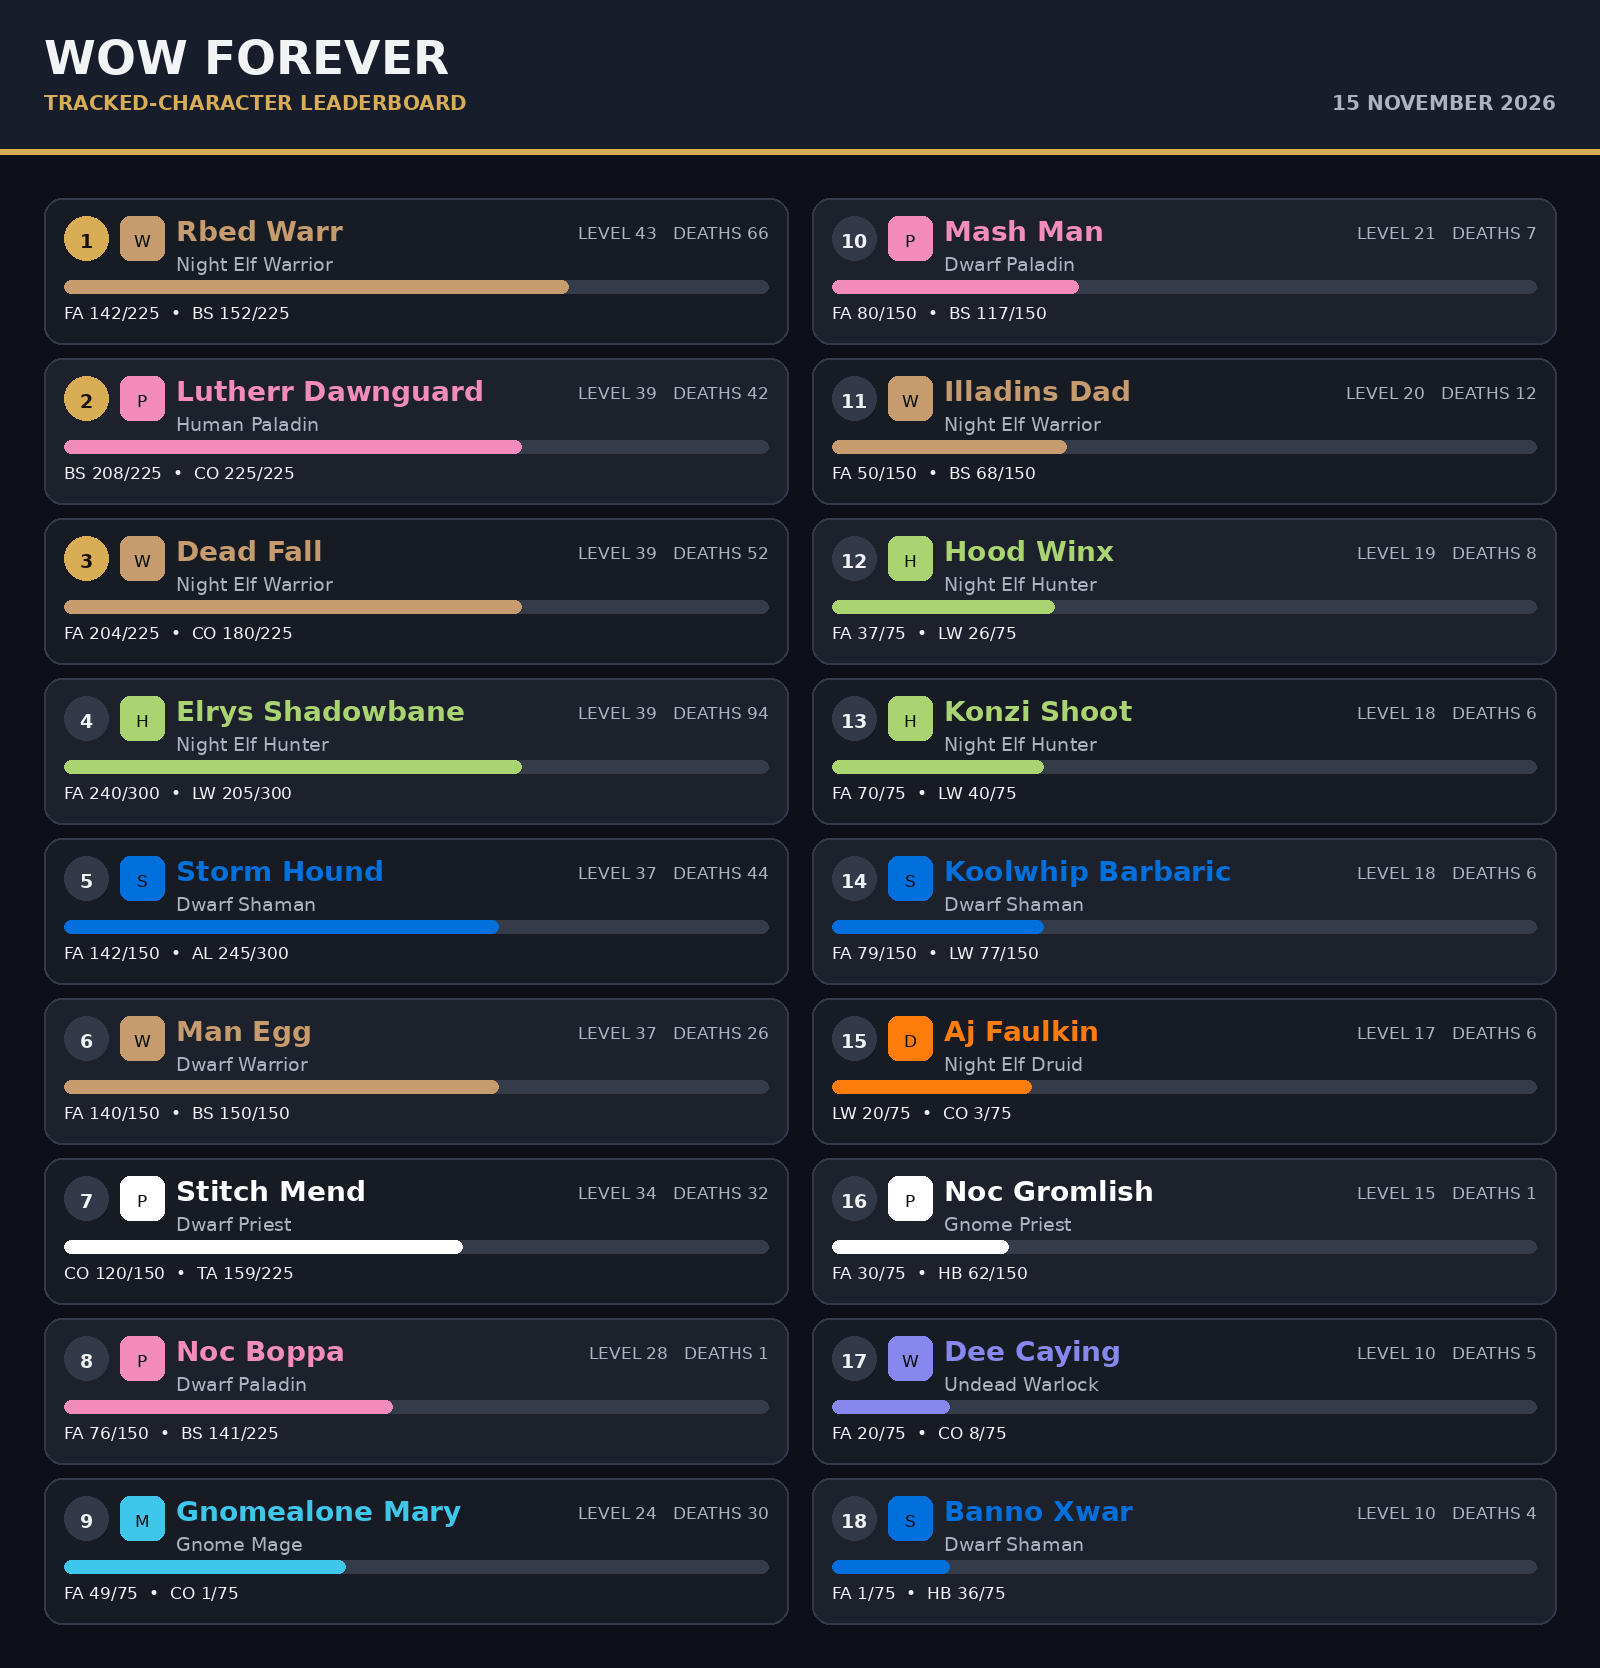 WOW FOREVER
TRACKED-CHARACTER LEADERBOARD
15 NOVEMBER 2026
1 W Rbed Warr LEVEL 43 DEATHS 66
Night Elf Warrior
FA 142/225 • BS 152/225
2 P Lutherr Dawnguard LEVEL 39 DEATHS 42
Human Paladin
BS 208/225 • CO 225/225
3 W Dead Fall LEVEL 39 DEATHS 52
Night Elf Warrior
FA 204/225 • CO 180/225
4 H Elrys Shadowbane LEVEL 39 DEATHS 94
Night Elf Hunter
FA 240/300 • LW 205/300
5 S Storm Hound LEVEL 37 DEATHS 44
Dwarf Shaman
FA 142/150 • AL 245/300
6 W Man Egg LEVEL 37 DEATHS 26
Dwarf Warrior
FA 140/150 • BS 150/150
7 P Stitch Mend LEVEL 34 DEATHS 32
Dwarf Priest
CO 120/150 • TA 159/225
8 P Noc Boppa LEVEL 28 DEATHS 1
Dwarf Paladin
FA 76/150 • BS 141/225
9 M Gnomealone Mary LEVEL 24 DEATHS 30
Gnome Mage
FA 49/75 • CO 1/75
10 P Mash Man LEVEL 21 DEATHS 7
Dwarf Paladin
FA 80/150 • BS 117/150
11 W Illadins Dad LEVEL 20 DEATHS 12
Night Elf Warrior
FA 50/150 • BS 68/150
12 H Hood Winx LEVEL 19 DEATHS 8
Night Elf Hunter
FA 37/75 • LW 26/75
13 H Konzi Shoot LEVEL 18 DEATHS 6
Night Elf Hunter
FA 70/75 • LW 40/75
14 S Koolwhip Barbaric LEVEL 18 DEATHS 6
Dwarf Shaman
FA 79/150 • LW 77/150
15 D Aj Faulkin LEVEL 17 DEATHS 6
Night Elf Druid
LW 20/75 • CO 3/75
16 P Noc Gromlish LEVEL 15 DEATHS 1
Gnome Priest
FA 30/75 • HB 62/150
17 W Dee Caying LEVEL 10 DEATHS 5
Undead Warlock
FA 20/75 • CO 8/75
18 S Banno Xwar LEVEL 10 DEATHS 4
Dwarf Shaman
FA 1/75 • HB 36/75